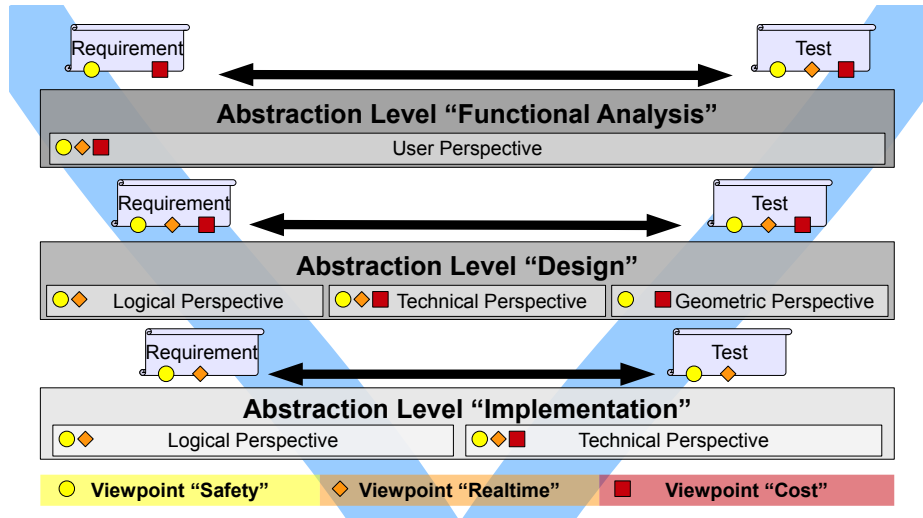 Requirement
Test
Abstraction Level “Functional Analysis”
User Perspective
Requirement
Test
Abstraction Level “Design”
Logical Perspective
Technical Perspective
Geometric Perspective
Requirement
Test
Abstraction Level “Implementation”
Logical Perspective
Technical Perspective
Viewpoint “Safety”
Viewpoint “Realtime”
Viewpoint “Cost”